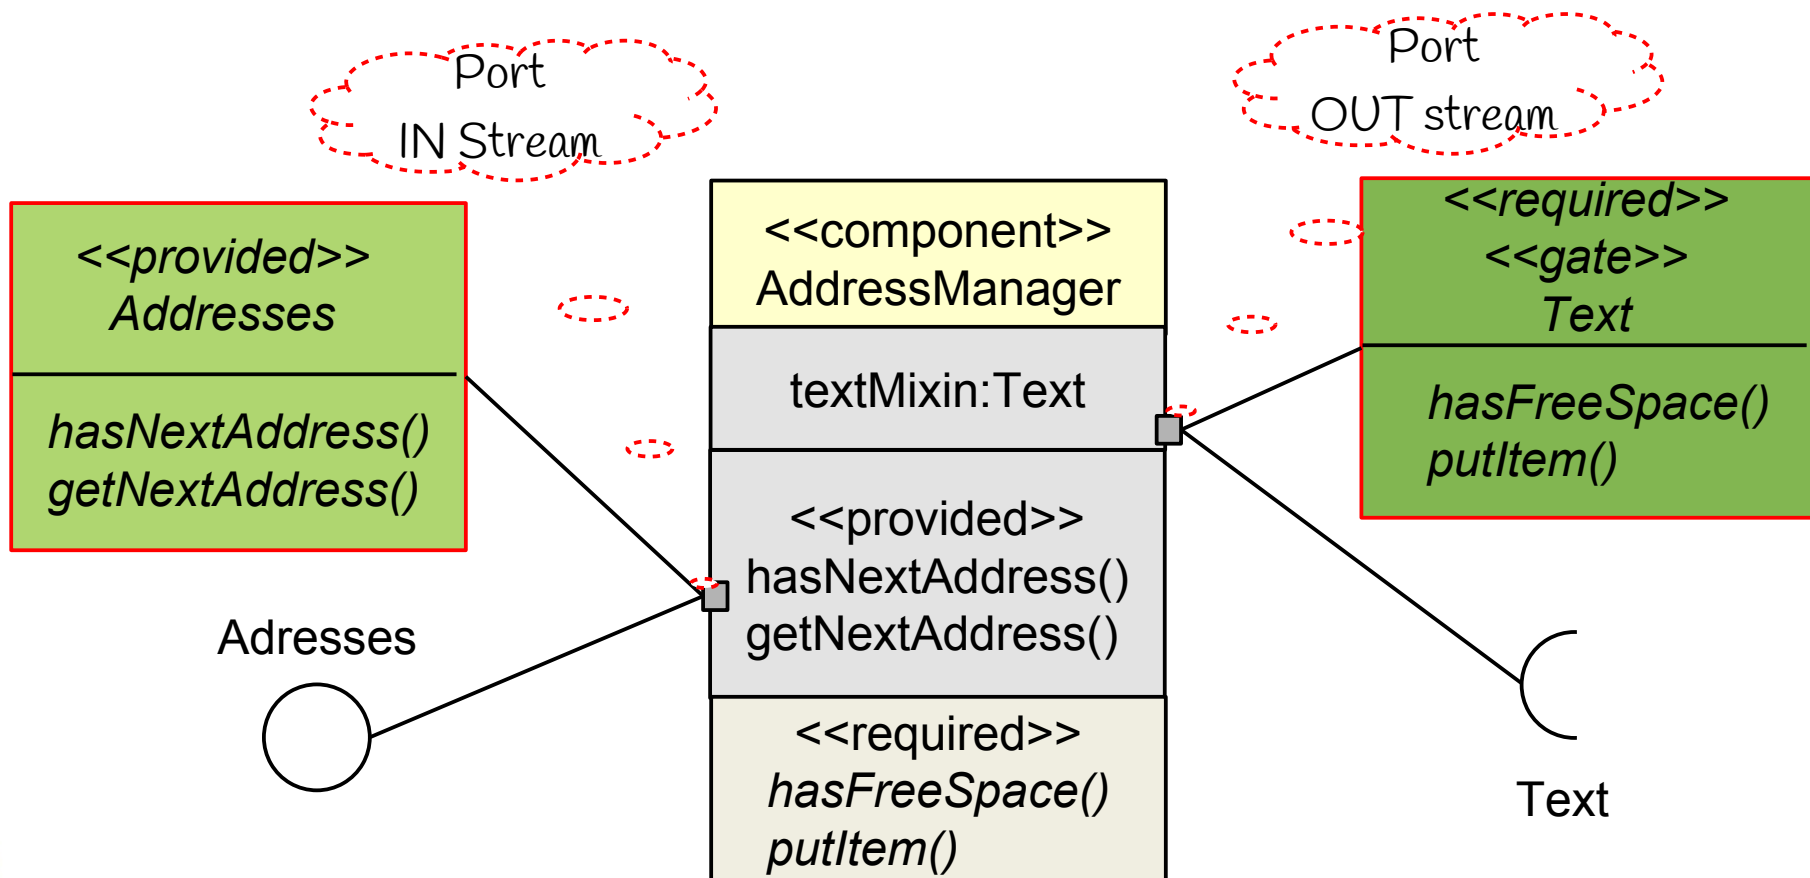 Port
IN Stream
Port
OUT stream
<<provided>>
Addresses
hasNextAddress()
getNextAddress()
Adresses
<<component>>
AddressManager
textMixin:Text
<<provided>>
hasNextAddress()
getNextAddress()
<<required>>
hasFreeSpace()
putItem()
<<required>>
<<gate>>
Text
hasFreeSpace()
putItem()
Text